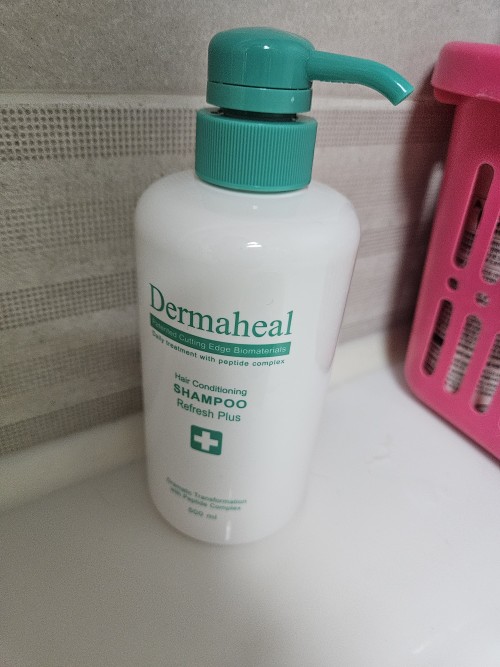 Dermaheal
Patented Cutting Edge Biomaterials
Daily treatment with peptide complex
Hair Conditioning
SHAMPOO
Refresh Plus
Dramatic Transformation
with Peptide Complex
ml